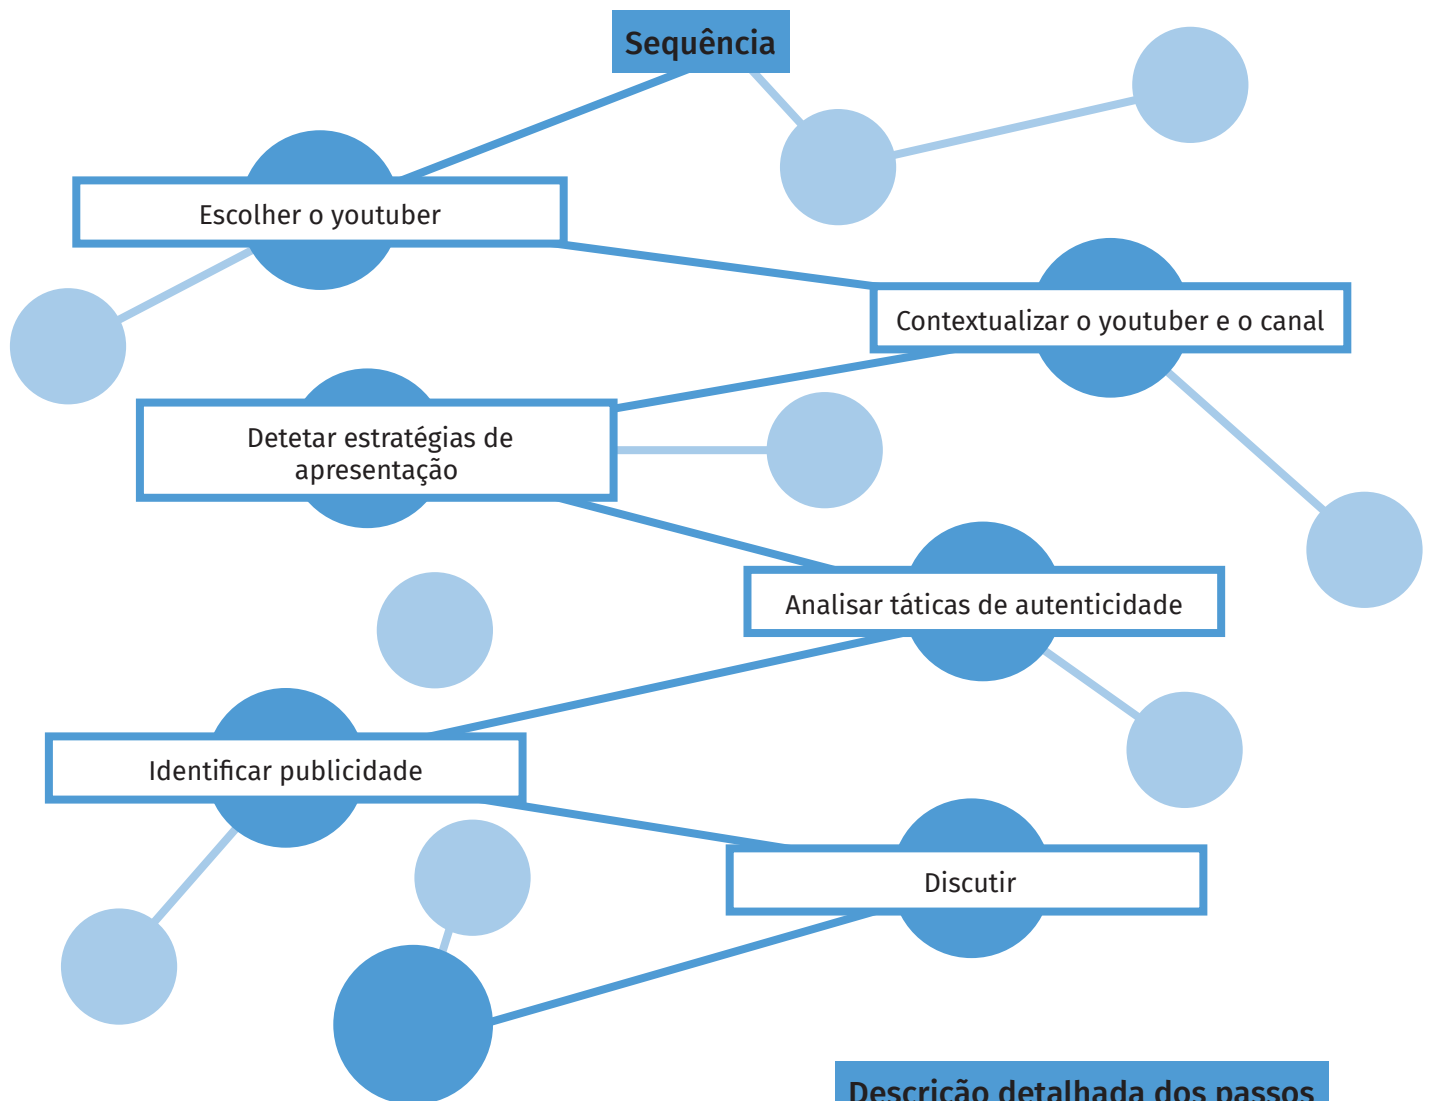 Sequência
Escolher o youtuber
Contextualizar o youtuber e o canal
Detetar estratégias de
apresentação
Analisar táticas de autenticidade
Identificar publicidade
Discutir
Descrição detalhada dos passos